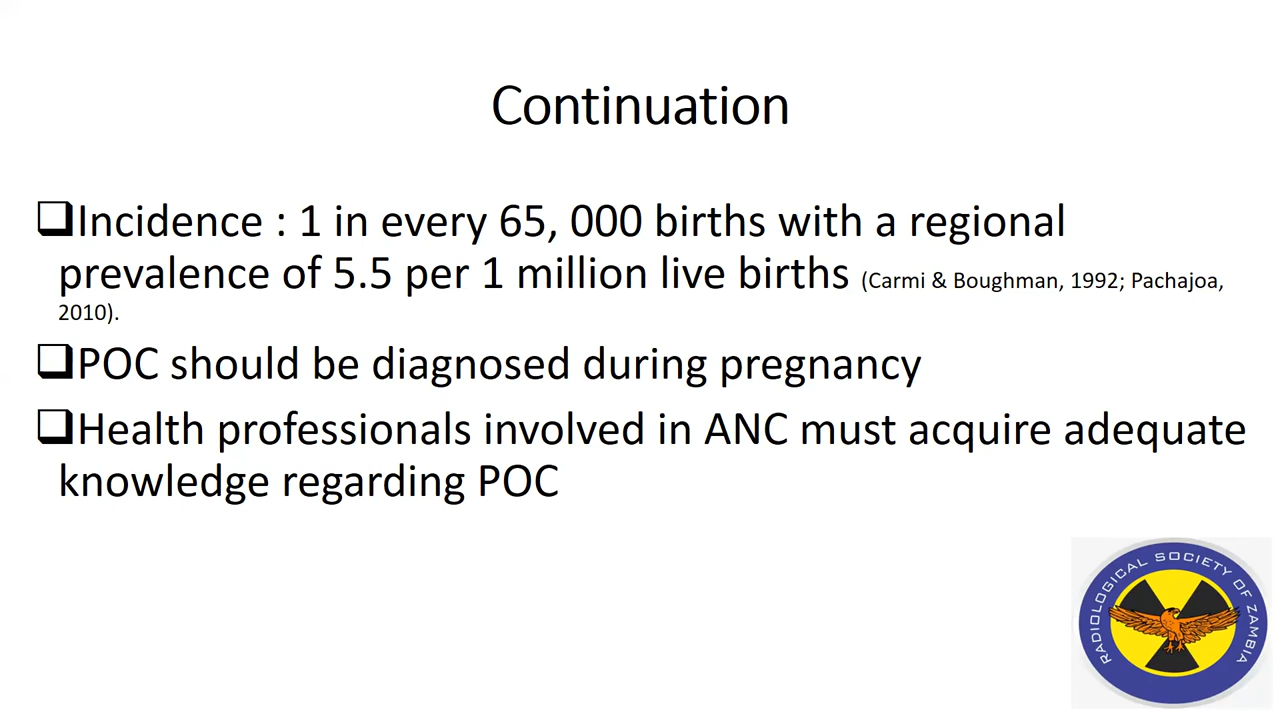 Continuation
❑Incidence : 1 in every 65, 000 births with a regional
prevalence of 5.5 per 1 million live births (Carmi & Boughman, 1992; Pachajoa,
2010).
❑POC should be diagnosed during pregnancy
❑Health professionals involved in ANC must acquire adequate
knowledge regarding POC
RADIOLOGICAL SOCIETY OF ZAMBIA